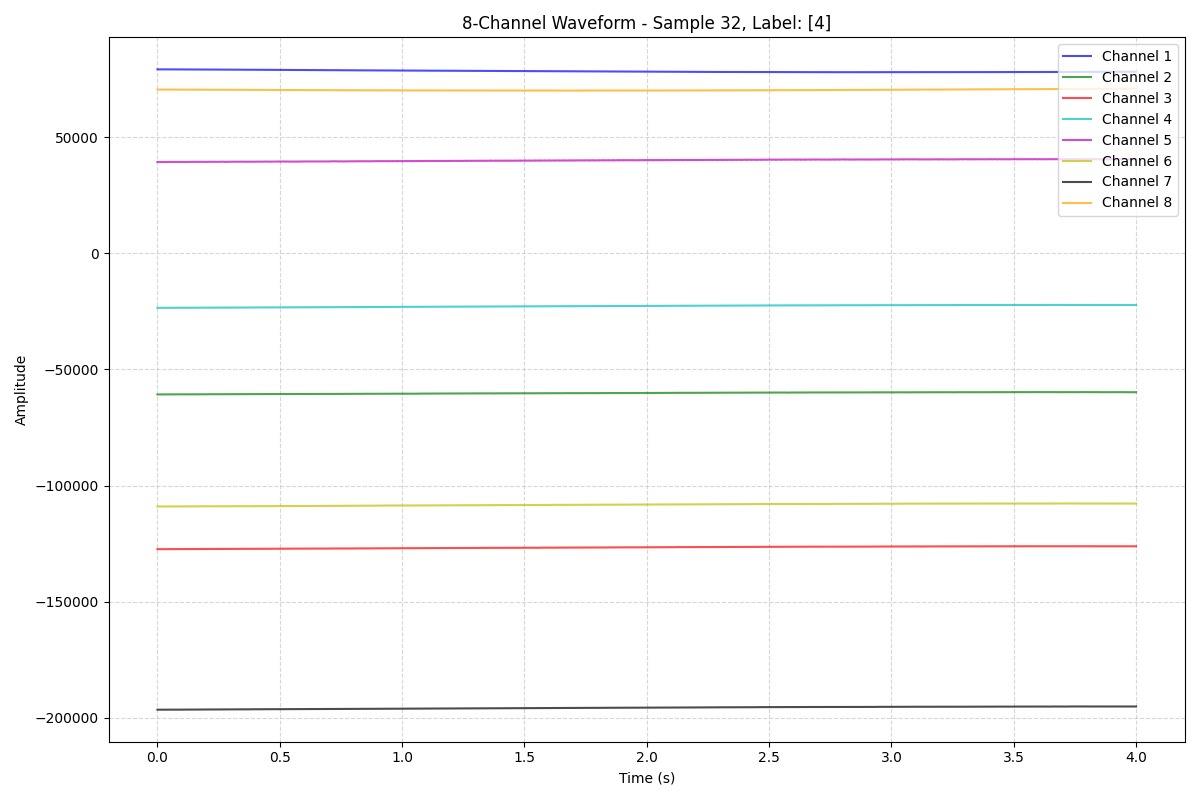 8-Channel Waveform - Sample 32, Label: [4]
Channel 1
Channel 2
Channel 3
Channel 4
Channel 5
Channel 6
Channel 7
Channel 8
50000
0
−50000
−100000
−150000
−200000
Amplitude
0.0 0.5 1.0 1.5 2.0 2.5 3.0 3.5 4.0
Time (s)